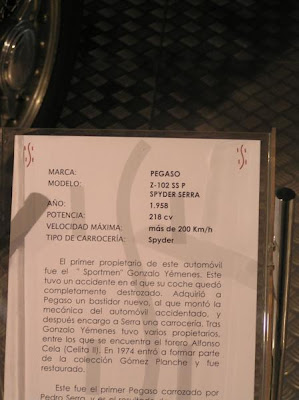 MARCA: PEGASO
MODELO: Z-102 SS P
SPYDER SERRA
AÑO: 1.958
POTENCIA: 218 cv
VELOCIDAD MÁXIMA: más de 200 Km/h
TIPO DE CARROCERÍA: Spyder
El primer propietario de este automóvil
fue el " Sportmen" Gonzalo Yémenes. Este
tuvo un accidente en el que su coche quedó
completamente destrozado. Adquirió a
Pegaso un bastidor nuevo, al que montó la
mecánica del automóvil accidentado, y
después encargo a Serra una carrocería. Tras
Gonzalo Yémenes tuvo varios propietarios,
entre los que se encuentra el torero Alfonso
Cela (Celita II). En 1974 entró a formar parte
de la colección Gómez Planche y fue
restaurado.
Este fue el primer Pegaso carrozado por
Pedro Serra, y es el